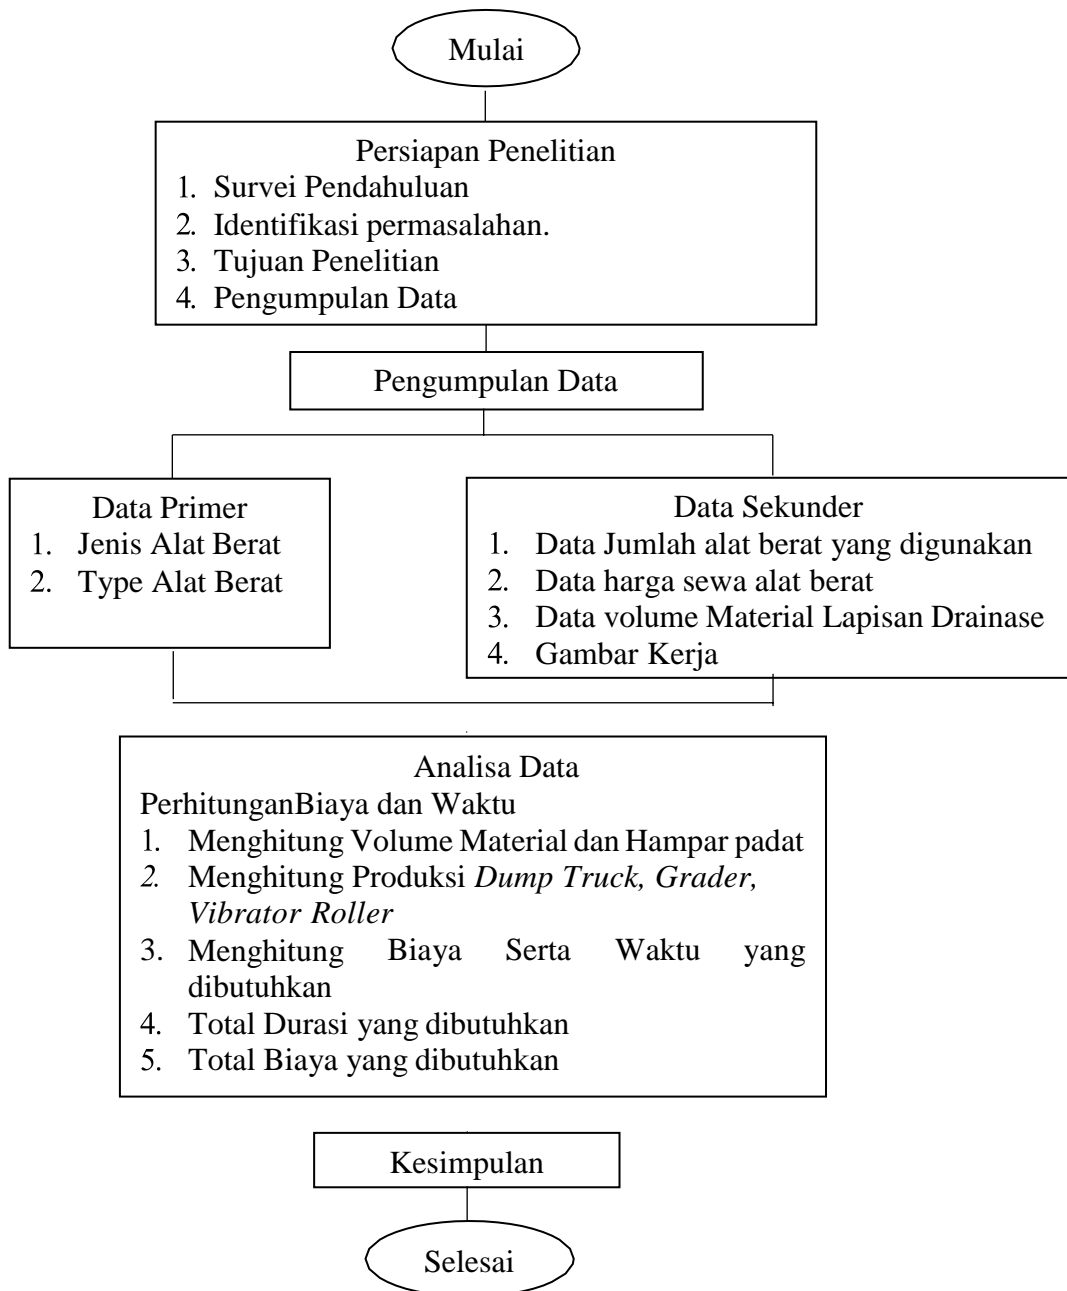 Mulai
Persiapan Penelitian
1. Survei Pendahuluan
2. Identifikasi permasalahan.
3. Tujuan Penelitian
4. Pengumpulan Data
Pengumpulan Data
Data Primer
1. Jenis Alat Berat
2. Type Alat Berat
Data Sekunder
1. Data Jumlah alat berat yang digunakan
2. Data harga sewa alat berat
3. Data volume Material Lapisan Drainase
4. Gambar Kerja
Analisa Data
PerhitunganBiaya dan Waktu
1. Menghitung Volume Material dan Hampar padat
2. Menghitung Produksi Dump Truck, Grader,
Vibrator Roller
3. Menghitung Biaya Serta Waktu yang
dibutuhkan
4. Total Durasi yang dibutuhkan
5. Total Biaya yang dibutuhkan
Kesimpulan
Selesai